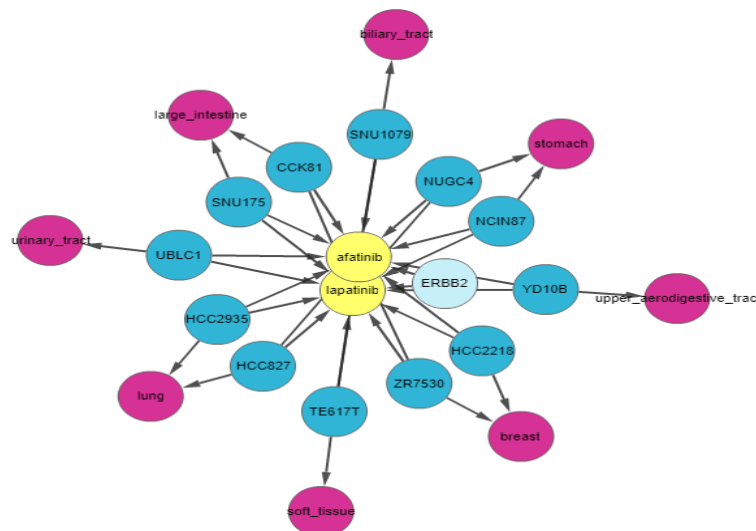 biliary_tract
large_intestine
SNU1079
stomach
CCK81
NUGC4
SNU175
NCIN87
urinary_tract
UBLC1
afatinib
ERBB2
lapatinib
YD10B
upper_aerodigestive_trac
HCC2935
HCC2218
HCC827
ZR7530
lung
TE617T
breast
soft_tissue